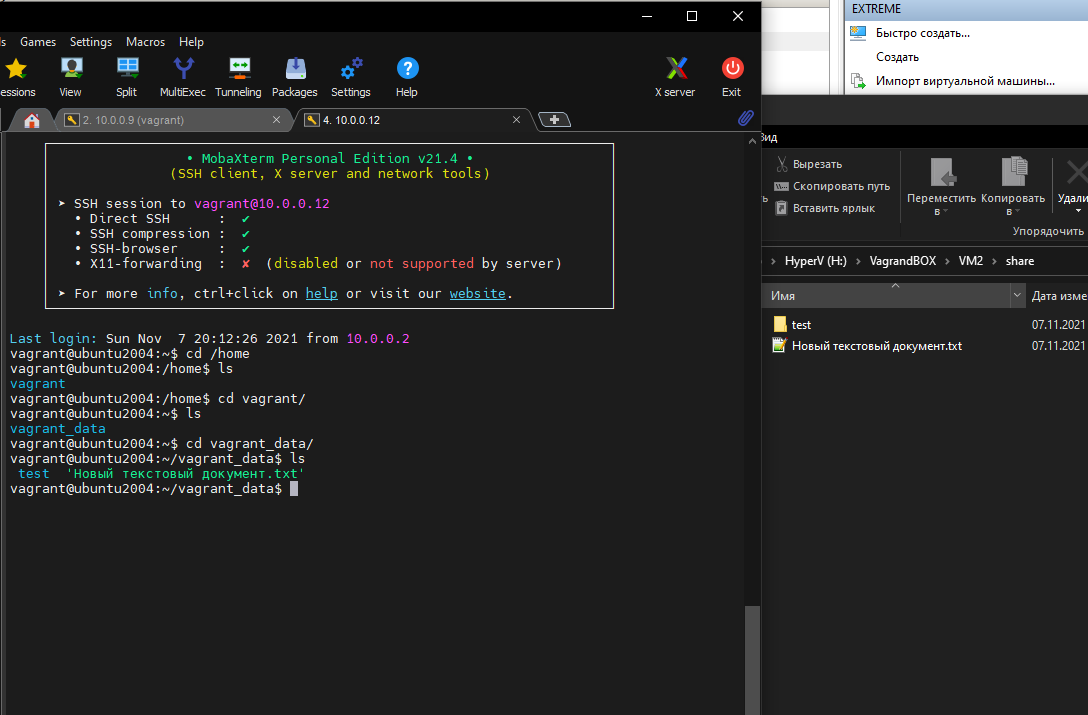 EXTREME
Быстро создать...
Создать
Импорт виртуальной машины...
Games Settings Macros Help
View Split MultiExec Tunneling Packages Settings Help X server Exit
2. 10.0.0.9 (vagrant)
4. 10.0.0.12
• MobaXterm Personal Edition v21.4 •
(SSH client, X server and network tools)
➤ SSH session to vagrant@10.0.0.12
• Direct SSH : ✔
• SSH compression : ✔
• SSH-browser : ✔
• X11-forwarding : ✘ (disabled or not supported by server)
➤ For more info, ctrl+click on help or visit our website.
Last login: Sun Nov 7 20:12:26 2021 from 10.0.0.2
vagrant@ubuntu2004:~$ cd /home
vagrant@ubuntu2004:/home$ ls
vagrant
vagrant@ubuntu2004:/home$ cd vagrant/
vagrant@ubuntu2004:~$ ls
vagrant_data
vagrant@ubuntu2004:~$ cd vagrant_data/
vagrant@ubuntu2004:~/vagrant_data$ ls
test 'Новый текстовый документ.txt'
vagrant@ubuntu2004:~/vagrant_data$
Вид
Вырезать
Скопировать путь
Вставить ярлык
Переместить в
Копировать в
Упорядочить
HyperV (H:) > VagrandBOX > VM2 > share
Имя Дата изме
test 07.11.2021
Новый текстовый документ.txt 07.11.2021